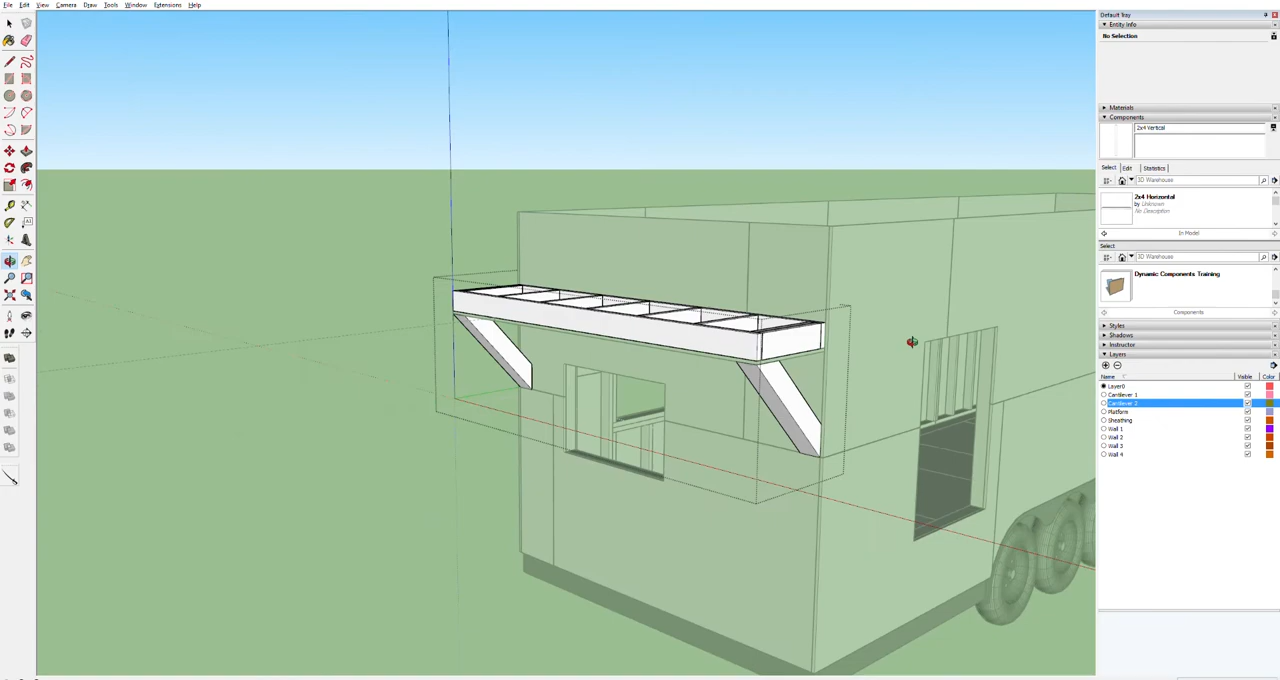 File Edit View Camera Draw Tools Window Extensions Help
Default Tray
Entity Info
No Selection
Materials
Components
2x4 Vertical
Select Edit Statistics
3D Warehouse
2x4 Horizontal
by Unknown
No Description
In Model
Select
3D Warehouse
Dynamic Components Training
Components
Styles
Shadows
Instructor
Layers
Name Visible Color
Layer0
Cantilever 1
Cantilever 2
Platform
Sheathing
Wall 1
Wall 2
Wall 3
Wall 4